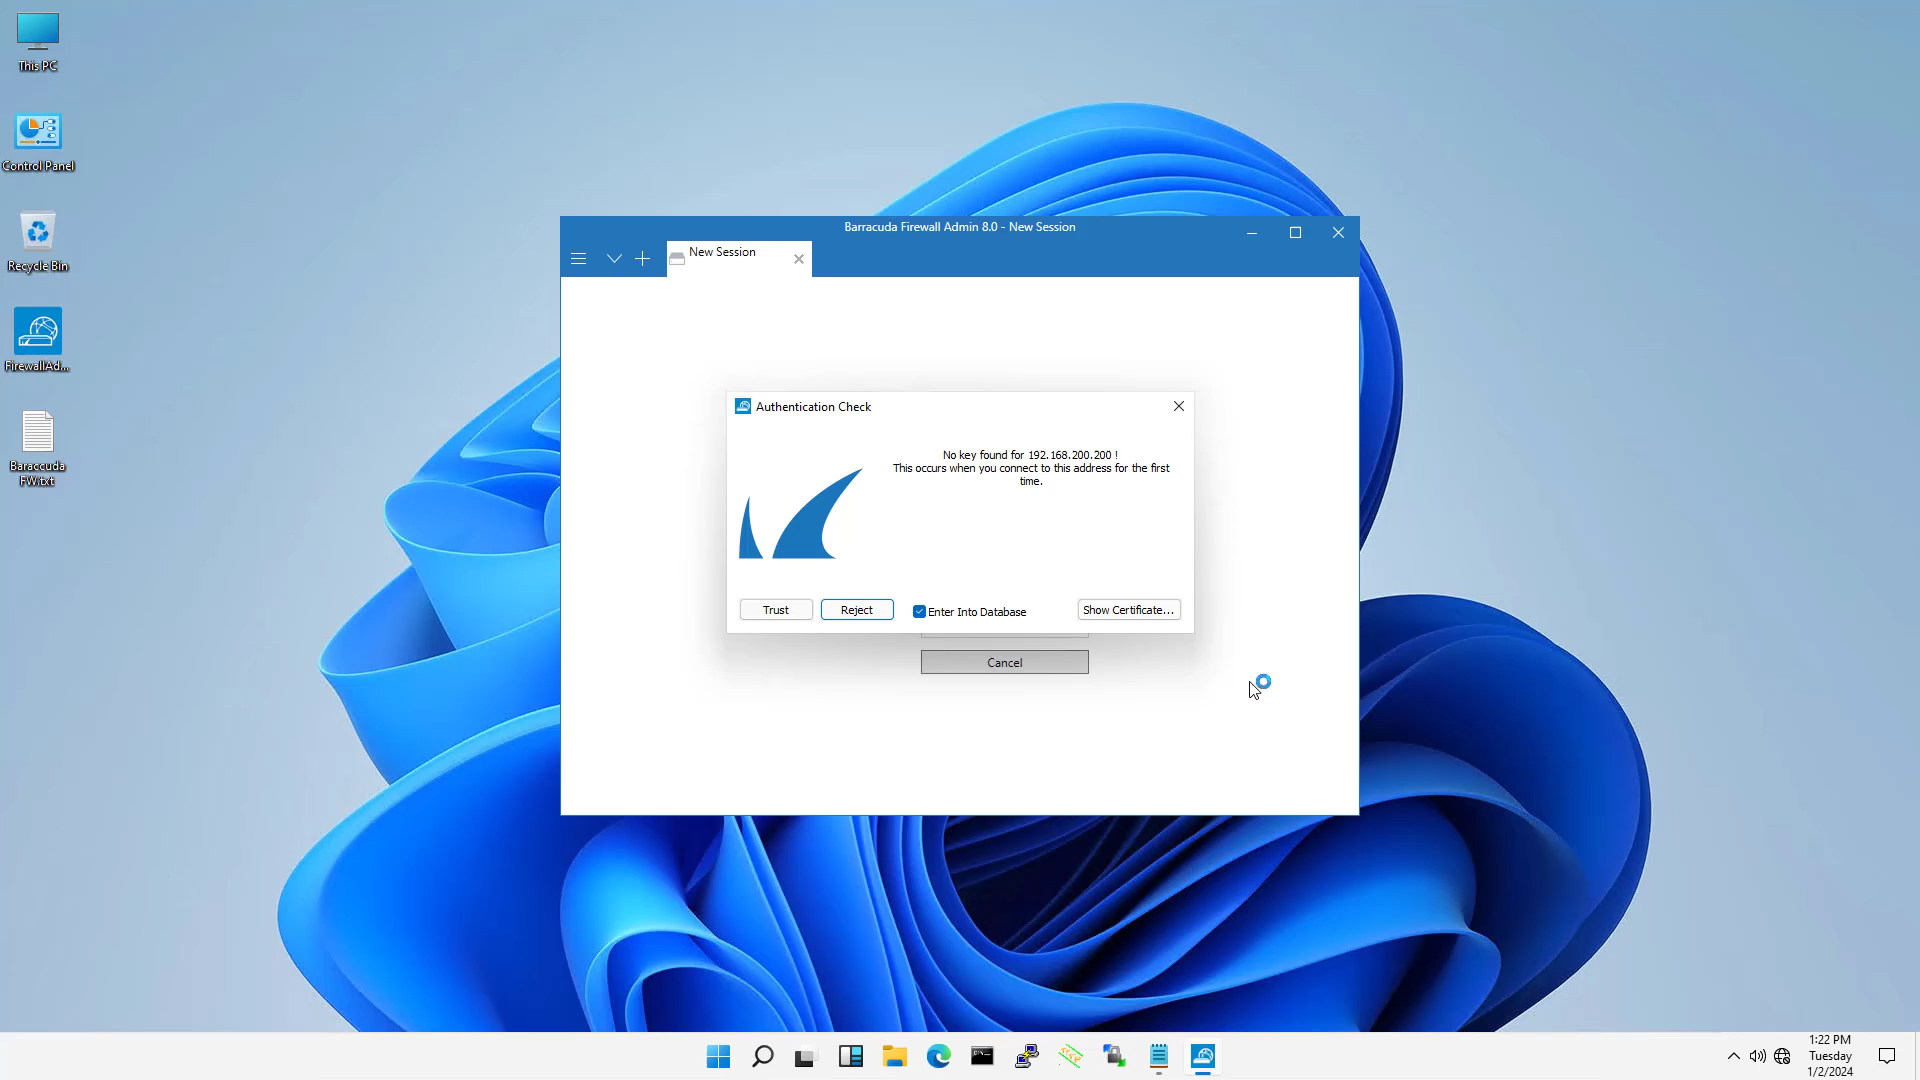 This PC
Control Panel
Recycle Bin
FirewallAd...
Baraccuda
FW.txt
Barracuda Firewall Admin 8.0 - New Session
New Session
Authentication Check
No key found for 192.168.200.200 !
This occurs when you connect to this address for the first
time.
Trust
Reject
Enter Into Database
Show Certificate...
Cancel
1:22 PM
Tuesday
1/2/2024